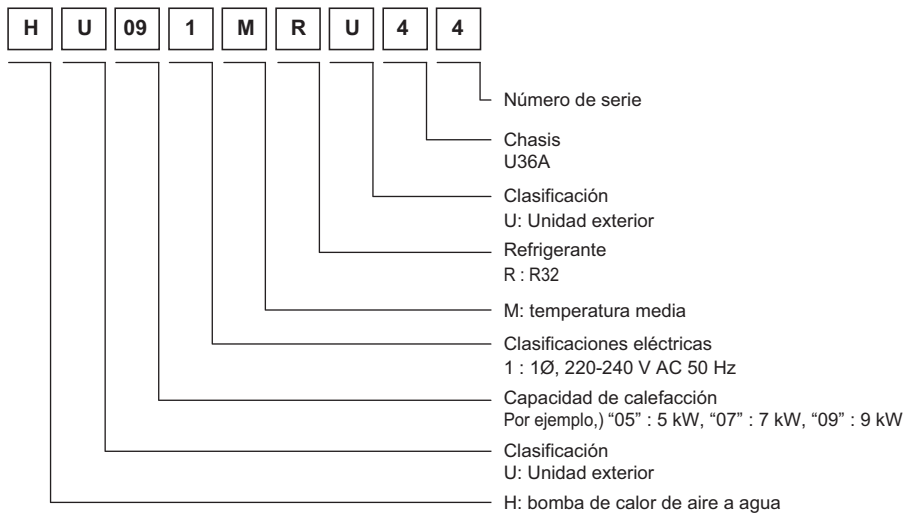 H U 09 1 M R U 4 4
Número de serie
Chasis
U36A
Clasificación
U: Unidad exterior
Refrigerante
R : R32
M: temperatura media
Clasificaciones eléctricas
1 : 1Ø, 220-240 V AC 50 Hz
Capacidad de calefacción
Por ejemplo,) “05” : 5 kW, “07” : 7 kW, “09” : 9 kW
Clasificación
U: Unidad exterior
H: bomba de calor de aire a agua